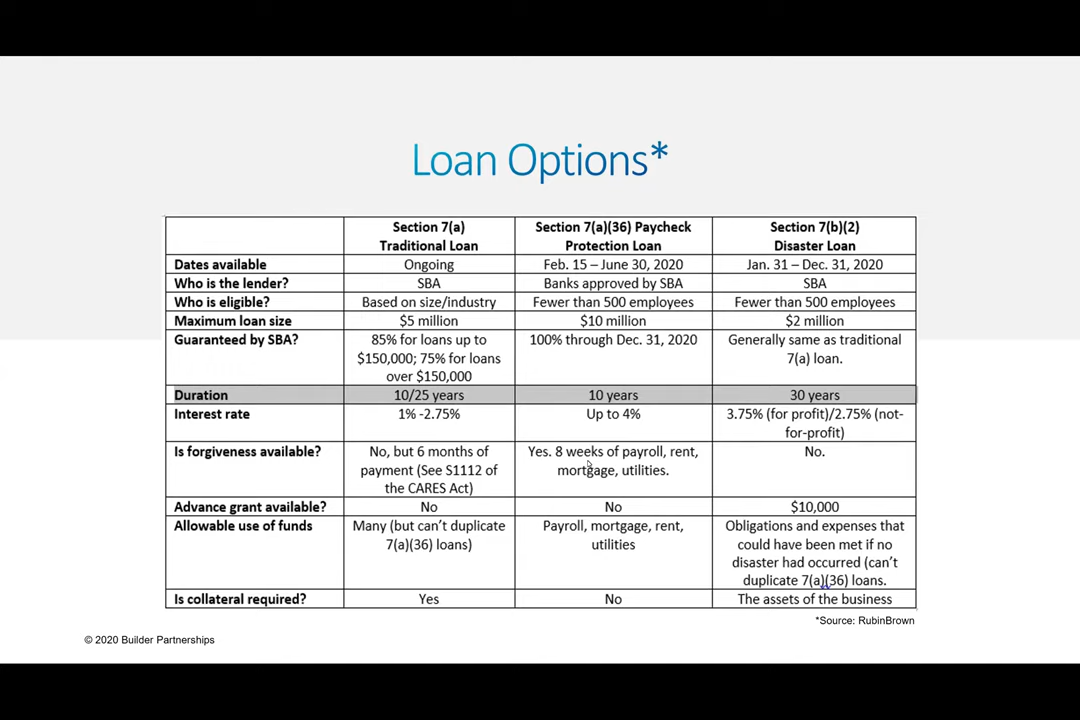 Loan Options*
Section 7(a) Section 7(a)(36) Paycheck Section 7(b)(2)
Traditional Loan Protection Loan Disaster Loan
Dates available Ongoing Feb. 15 – June 30, 2020 Jan. 31 – Dec. 31, 2020
Who is the lender? SBA Banks approved by SBA SBA
Who is eligible? Based on size/industry Fewer than 500 employees Fewer than 500 employees
Maximum loan size $5 million $10 million $2 million
Guaranteed by SBA? 85% for loans up to 100% through Dec. 31, 2020 Generally same as traditional
$150,000; 75% for loans 7(a) loan.
over $150,000
Duration 10/25 years 10 years 30 years
Interest rate 1% -2.75% Up to 4% 3.75% (for profit)/2.75% (not-
for-profit)
Is forgiveness available? No, but 6 months of Yes. 8 weeks of payroll, rent, No.
payment (See S1112 of mortgage, utilities.
the CARES Act)
Advance grant available? No No $10,000
Allowable use of funds Many (but can't duplicate Payroll, mortgage, rent, Obligations and expenses that
7(a)(36) loans) utilities could have been met if no
disaster had occurred (can't
duplicate 7(a)(36) loans.
Is collateral required? Yes No The assets of the business
*Source: RubinBrown
© 2020 Builder Partnerships